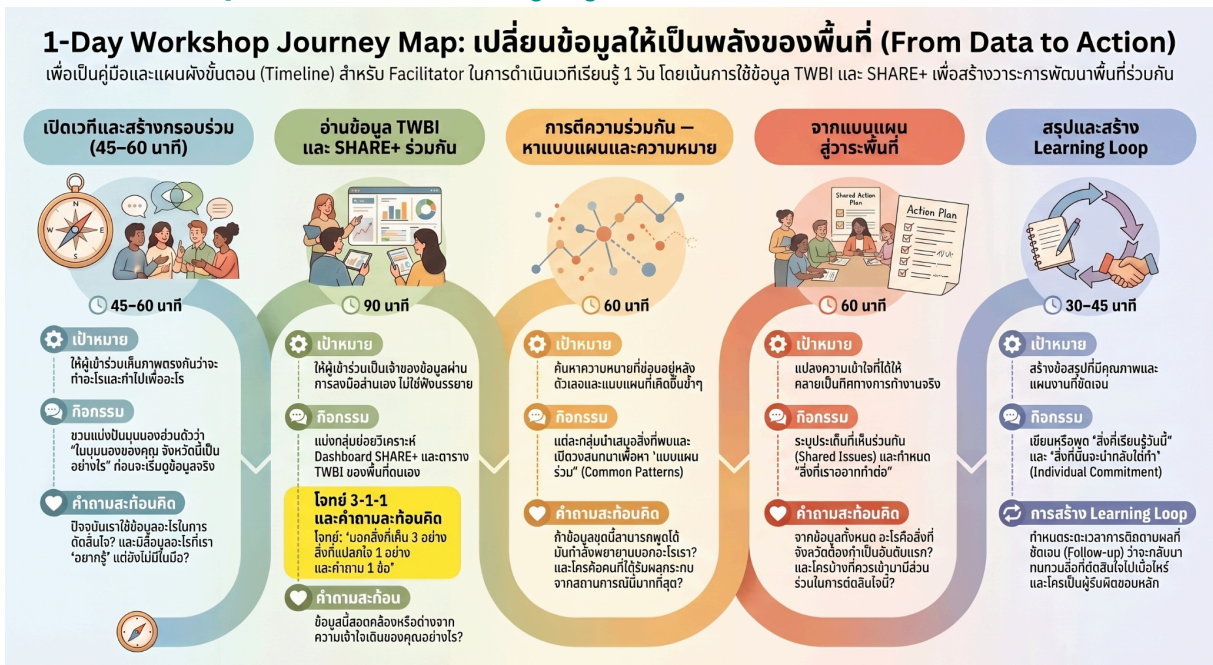 1-Day Workshop Journey Map: เปลี่ยนข้อมูลให้เป็นพลังของพื้นที่ (From Data to Action)
เพื่อเป็นคู่มือและแผนผังขั้นตอน (Timeline) สำหรับ Facilitator ในการดำเนินเวทีเรียนรู้ 1 วัน โดยเน้นการใช้ข้อมูล TWBI และ SHARE+ เพื่อสร้างวาระการพัฒนาพื้นที่ร่วมกัน
เปิดเวทีและสร้างกรอบร่วม
(45–60 นาที)
45–60 นาที
เป้าหมาย
ให้ผู้เข้าร่วมเห็นภาพตรงกันว่าจะ
ทำอะไรและทำไปเพื่ออะไร
กิจกรรม
ชวนแบ่งปันมุมนองส่วนตัวว่า
"ในมุมนองของคุณ จังหวัดนี้เป็น
อย่างไร" ก่อนจะเริ่มดูข้อมูลจริง
คำถามสะท้อนคิด
ปัจจุบันเราใช้ข้อมูลอะไรในการ
ตัดสินใจ? และมีข้อมูลอะไรที่เรา
'อยากรู้' แต่ยังไม่มีในมือ?
อ่านข้อมูล TWBI
และ SHARE+ ร่วมกัน
90 นาที
เป้าหมาย
ให้ผู้เข้าร่วมเป็นเจ้าของข้อมูลผ่าน
การลงมือส่านเอง ไม่ใช่ฟังนรรยาย
กิจกรรม
แบ่งกลุ่มย่อยวิเคราะห์
Dashboard SHARE+ และตาราง
TWBI ของพื้นที่ตนเอง
โจทย์ 3-1-1
และคำถามละท้อนคิด
โจทย์: 'บอกสิ่งที่เค็น 3 อย่าง
สิ่งที่แปลกใจ 1 อย่าง
และคำถาม 1 ข้อ'
คำถามสะก้อน
ข้อมูสนี้สอตคล้องหรือต่างจาก
ความเจ้าใจเดินของคุณอย่างไร?
การตีความร่วมกัน —
หาแบบแผนและความหมาย
60 นาที
เป้าหมาย
ค้นหาควาบหนายที่ซ่อนอยู่หลัง
ตัวเลอและแบบแผนที่เคิดขึ้นซ้ำๆ
กิจกรรม
แต่ละกลุ่มนำเสนอสิ่งที่พบและ
เปิดวงสนทนาเพื่อหา 'แบบแผน
ร่วม" (Common Patterns)
คำถามสะท้อนคิด
ถ้าข้อมูลขุดนี้สานารกพูดได้
มันกำลังพยายานบอกอะไรเรา?
และโครคือคนที่ได้รับผลกระกบ
จากสถานการณ์นี้มากที่สุด?
จากแบนแผน
สู่วาระพื้นที่
Shared Action
Plan
Action Plan
60 นาที
เป้าหมาย
แปลงความเข้าใจที่ได้ให้
คลายเป็นทิศทางการทำงานจริง
กิจกรรม
ระบุประเด็นที่เค็นร่วมกัน
(Shared Issues) และกำหนด
"สิ่งที่เราออากทำต่อ"
คำถามสะท้อนคิด
จากข้อมูลทั้งหนด อะไรคือสิ่งที่
จังหวัดต้องกำเป็นอันดับแรก?
และโครบ้างที่ควรเข้ามามีส่วน
ร่วมในการต์ดลินใจนี้?
สรุปและสร้าง
Learning Loop
30–45 นาที
เป้าหมาย
สร้างข้อสรุปที่มีคุณภาพและ
แผนงานที่ชัดเจน
กิจกรรม
เขียนหรือพูด 'สิ่งที่เรียนรู้วันนี้"
และ 'สิ่งที่นั้นจะนำกลับใต่ทำ'
(Individual Commitment)
การสร้าง Learning Loop
กำหนดระยะเวลาการติดตามผลที่
ชัดเจน (Follow-up) ว่าจะกลับนา
ทนทวนลิ่อที่ตัดสินใจไปเมื่อไหร่
และโครเป็นผู้รับผิตขอบหลัก